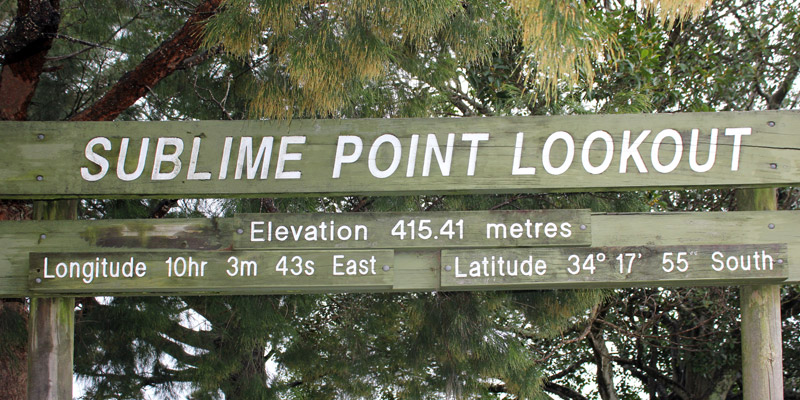 SUBLIME POINT LOOKOUT
Elevation 415.41 metres
Longitude 10hr 3m 43s East
Latitude 34° 17' 55" South